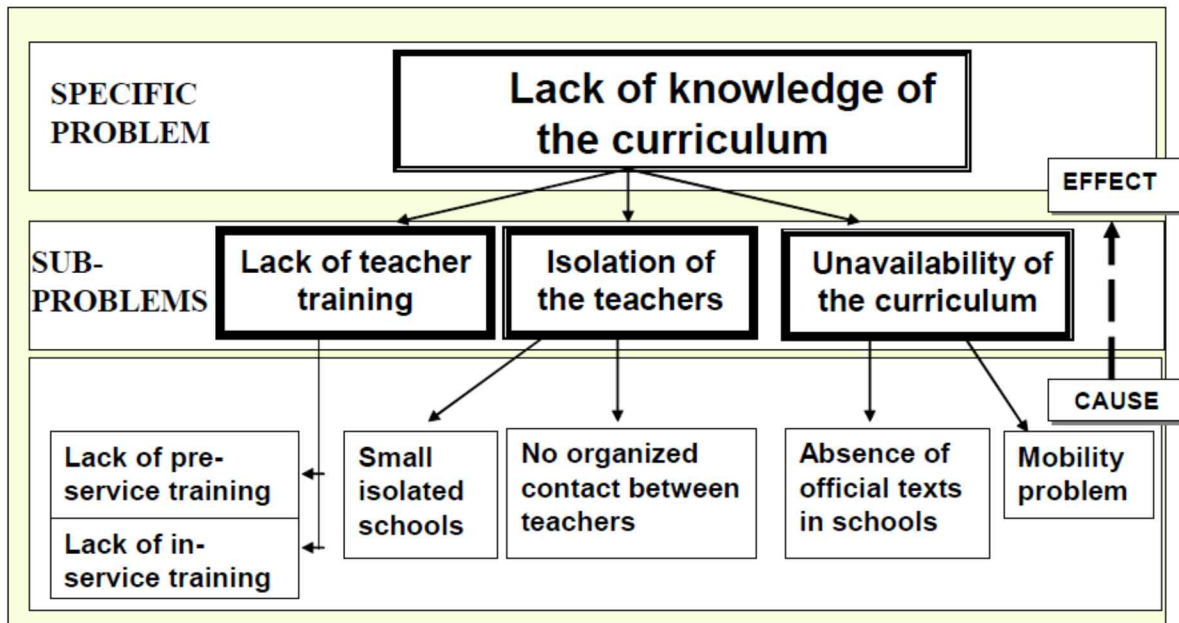 SPECIFIC
PROBLEM
Lack of knowledge of
the curriculum
EFFECT
SUB-
PROBLEMS
Lack of teacher
training
Isolation of
the teachers
Unavailability of
the curriculum
CAUSE
Lack of pre-
service training
Lack of in-
service training
Small
isolated
schools
No organized
contact between
teachers
Absence of
official texts
in schools
Mobility
problem